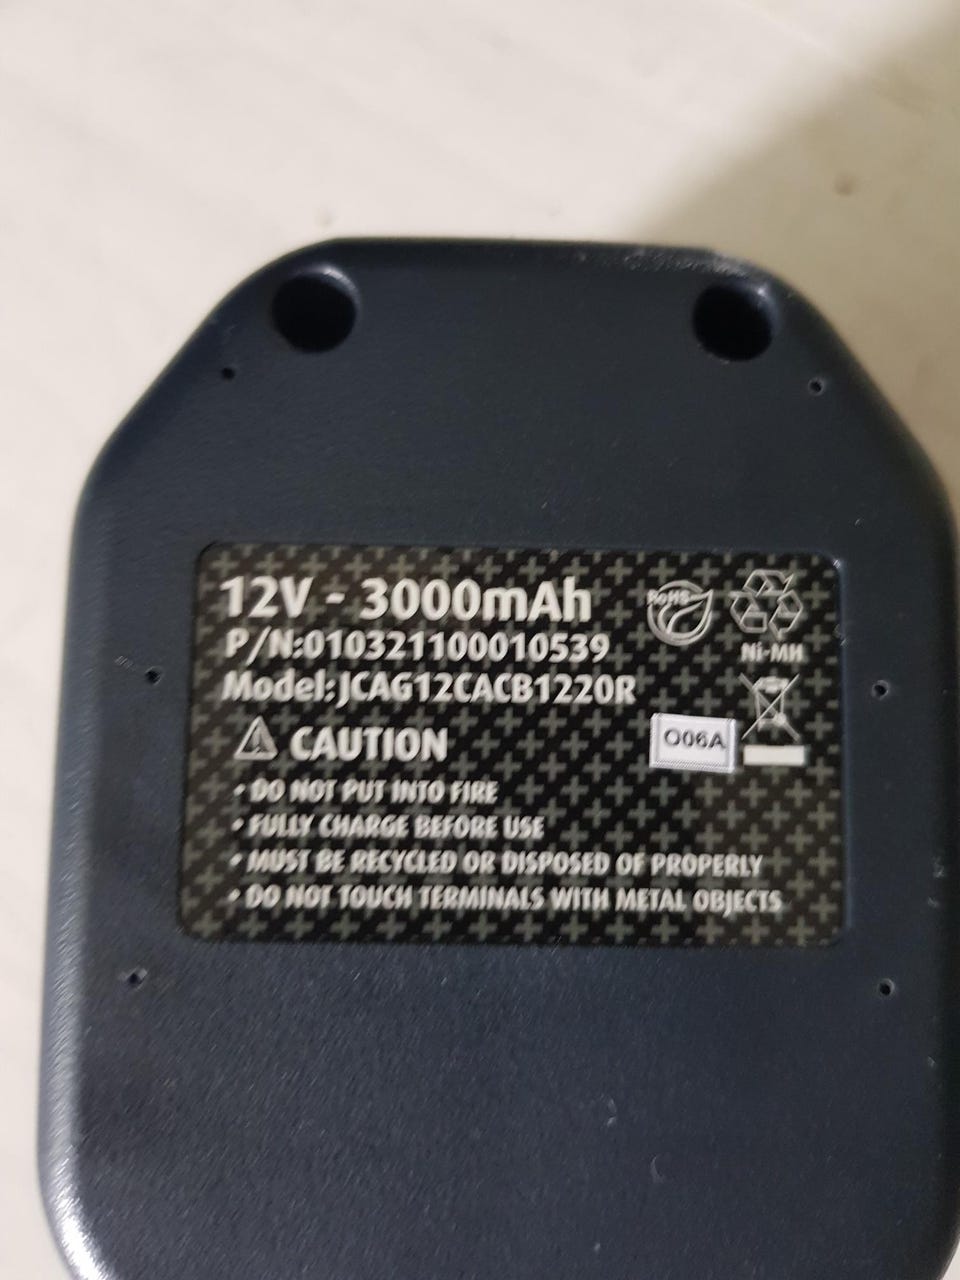 12V - 3000mAh
P/N:010321100010539
Model:JCAG12CACB1220R
RoHS
Ni-MH
O06A
CAUTION
• DO NOT PUT INTO FIRE
• FULLY CHARGE BEFORE USE
• MUST BE RECYCLED OR DISPOSED OF PROPERLY
• DO NOT TOUCH TERMINALS WITH METAL OBJECTS